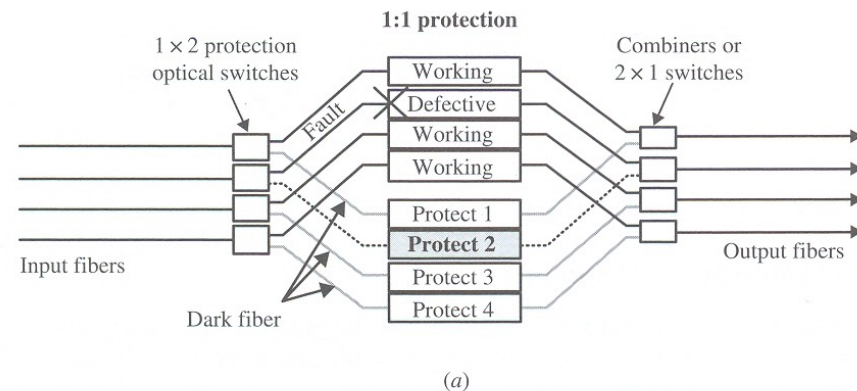 1:1 protection
1 × 2 protection
optical switches
Combiners or
2 × 1 switches
Working
Fault
Defective
Working
Working
Protect 1
Protect 2
Protect 3
Protect 4
Input fibers
Output fibers
Dark fiber
(a)